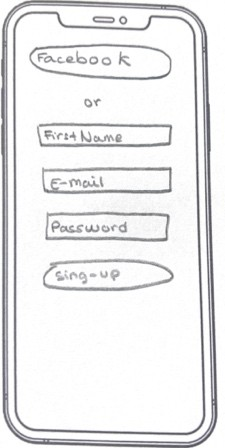 Facebook
or
First Name
E-mail
Password
sing-up